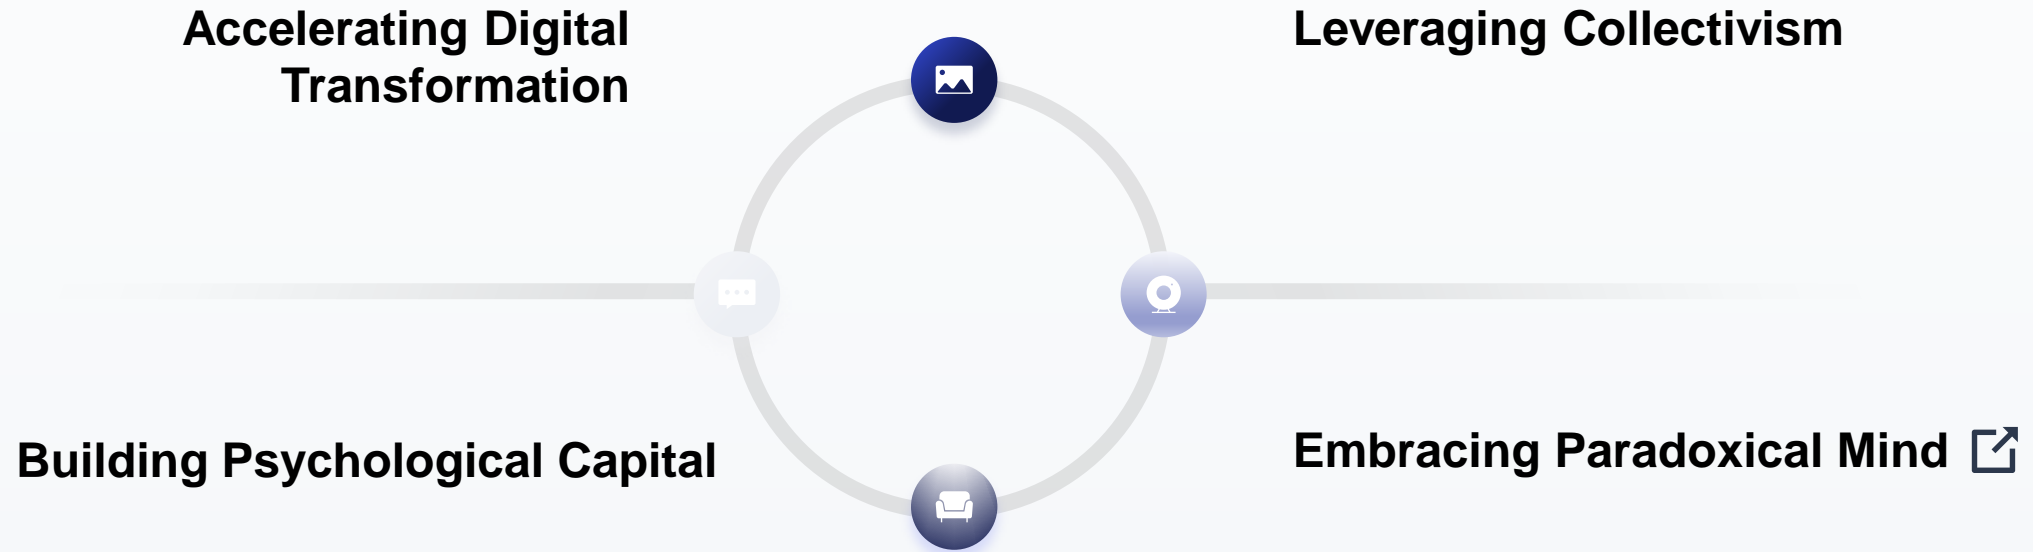 Accelerating Digital
Transformation
Leveraging Collectivism
Building Psychological Capital
Embracing Paradoxical Mind